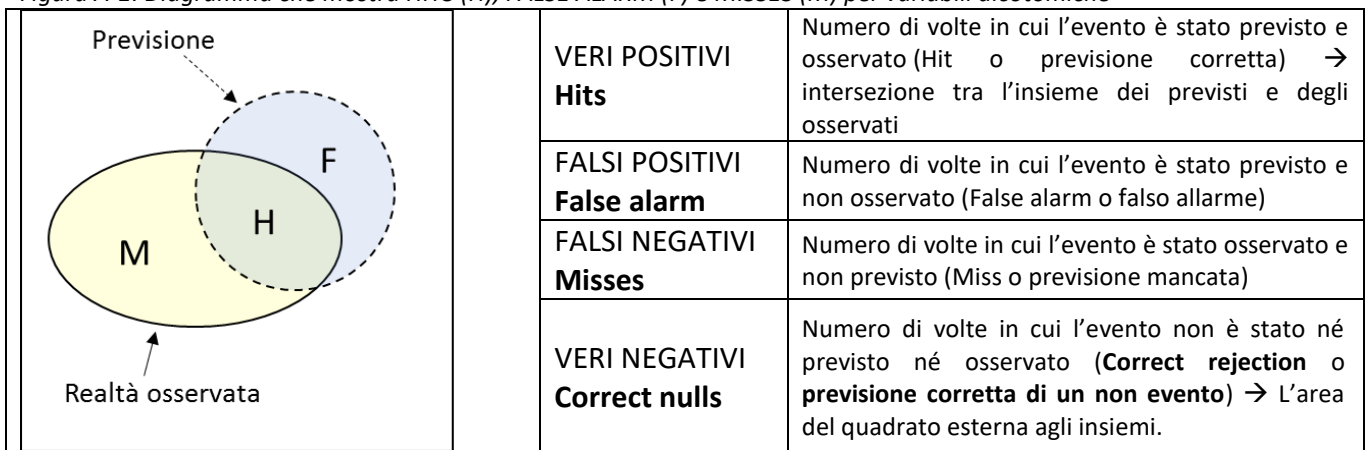 Previsione
F
H
M
Realtà osservata
VERI POSITIVI
Hits
Numero di volte in cui l'evento è stato previsto e
osservato (Hit o previsione corretta) →
intersezione tra l'insieme dei previsti e degli
osservati
FALSI POSITIVI
False alarm
Numero di volte in cui l'evento è stato previsto e
non osservato (False alarm o falso allarme)
FALSI NEGATIVI
Misses
Numero di volte in cui l'evento è stato osservato e
non previsto (Miss o previsione mancata)
VERI NEGATIVI
Correct nulls
Numero di volte in cui l'evento non è stato né
previsto né osservato (Correct rejection o
previsione corretta di un non evento) → L'area
del quadrato esterna agli insiemi.